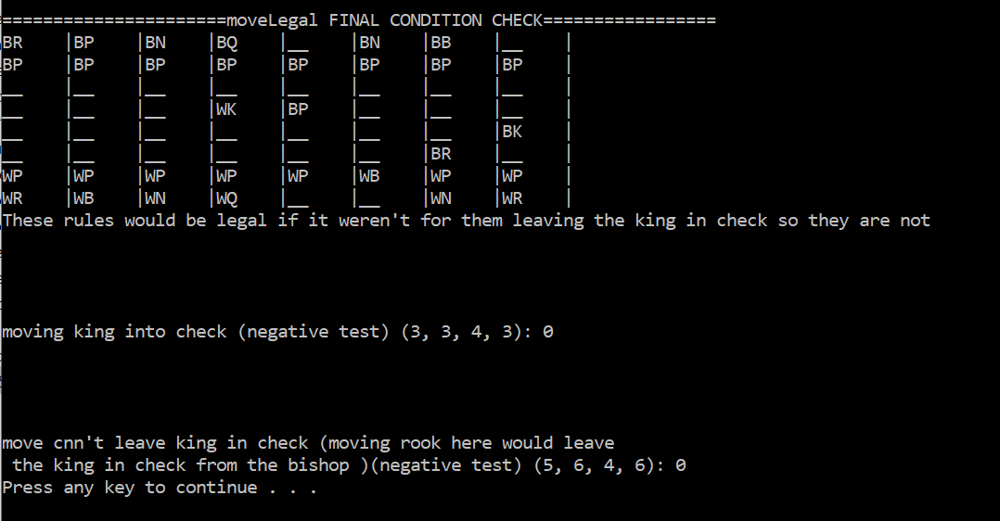 ======================moveLegal FINAL CONDITION CHECK=================
BR |BP |BN |BQ |__ |BN |BB |__ |
BP |BP |BP |BP |BP |BP |BP |BP |
__ |__ |__ |__ |__ |__ |__ |__ |
__ |__ |__ |WK |BP |__ |__ |__ |
__ |__ |__ |__ |__ |__ |__ |BK |
__ |__ |__ |__ |__ |__ |BR |__ |
WP |WP |WP |WP |WP |WB |WP |WP |
WR |WB |WN |WQ |__ |__ |WN |WR |
These rules would be legal if it weren't for them leaving the king in check so they are not
moving king into check (negative test) (3, 3, 4, 3): 0
move cnn't leave king in check (moving rook here would leave
the king in check from the bishop )(negative test) (5, 6, 4, 6): 0
Press any key to continue . . .